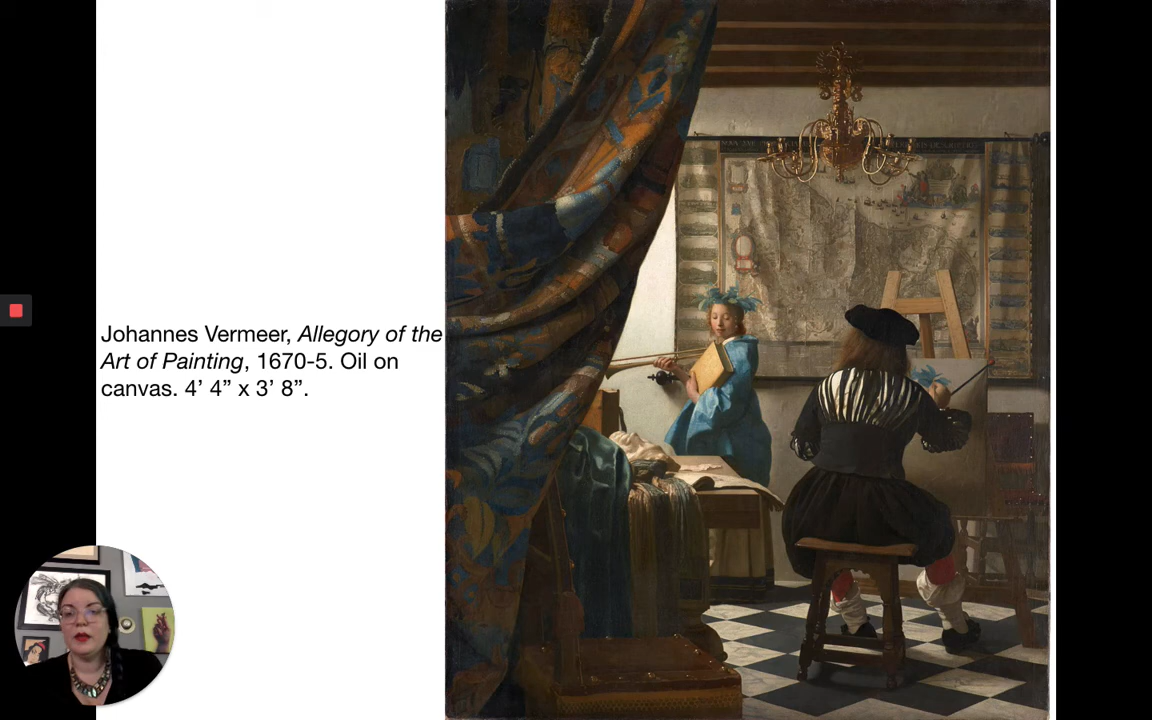 Johannes Vermeer, Allegory of the
Art of Painting, 1670-5. Oil on
canvas. 4’ 4” x 3’ 8”.